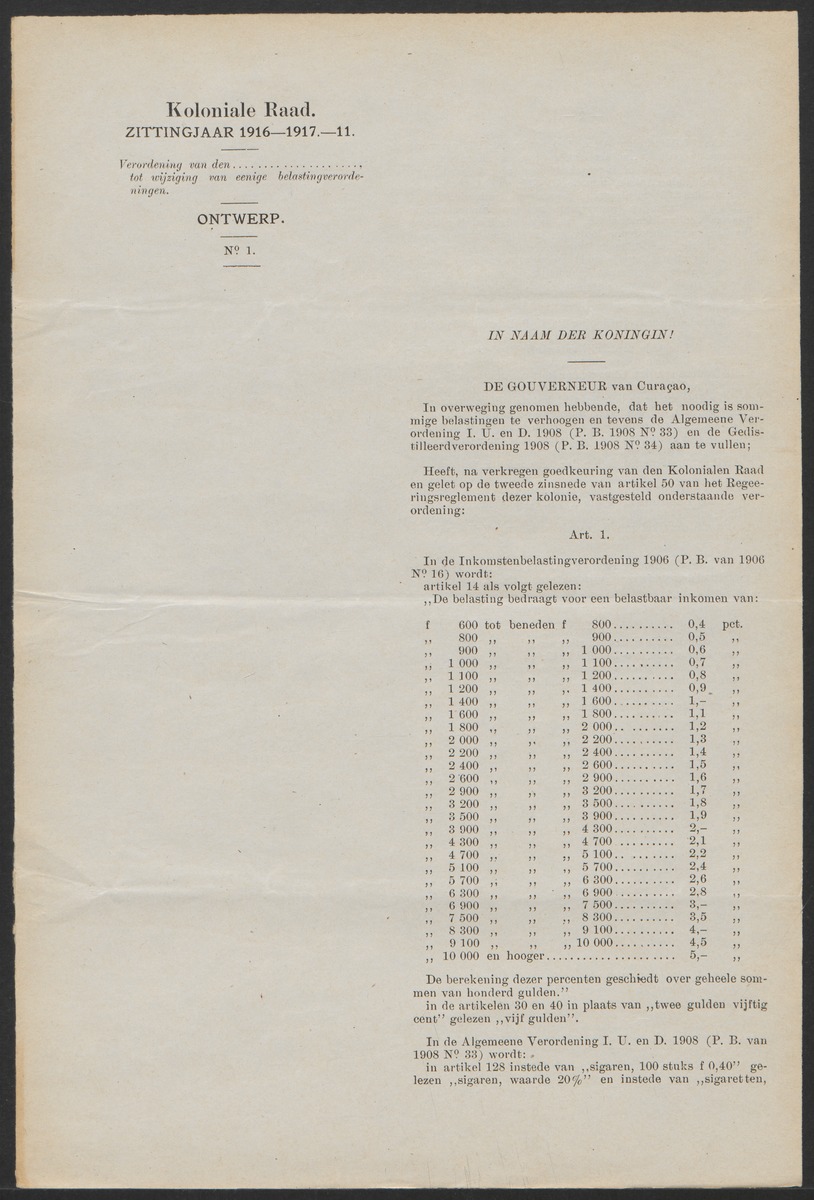 Koloniale Raad.
ZITTINGJAAR 1916—1917.—11.
Verordening van den . . . . . . . . . . . . . . . . . . . . .
tot wijziging van eenige belastingverorde-
ningen.
ONTWERP.
Nº 1.
IN NAAM DER KONINGIN!
DE GOUVERNEUR van Curaçao,
In overweging genomen hebbende, dat het noodig is som-
mige belastingen te verhoogen en tevens de Algemeene Ver-
ordening I. U. en D. 1908 (P. B. 1908 Nº 33) en de Gedis-
tilleerdverordening 1908 (P. B. 1908 Nº 34) aan te vullen;
Heeft, na verkregen goedkeuring van den Kolonialen Raad
en gelet op de tweede zinsnede van artikel 50 van het Regee-
ringsreglement dezer kolonie, vastgesteld onderstaande ver-
ordening:
Art. 1.
In de Inkomstenbelastingverordening 1906 (P. B. van 1906
Nº 16) wordt:
artikel 14 als volgt gelezen:
,,De belasting bedraagt voor een belastbaar inkomen van:
f 600 tot beneden f 800 . . . . . . . . . . 0,4 pct.
,, 800 ,, ,, ,, 900 . . . . . . . . . . 0,5 ,,
,, 900 ,, ,, ,, 1 000 . . . . . . . . . . 0,6 ,,
,, 1 000 ,, ,, ,, 1 100 . . . . . . . . . . 0,7 ,,
,, 1 100 ,, ,, ,, 1 200 . . . . . . . . . . 0,8 ,,
,, 1 200 ,, ,, ,, 1 400 . . . . . . . . . . 0,9 ,,
,, 1 400 ,, ,, ,, 1 600 . . . . . . . . . . 1,– ,,
,, 1 600 ,, ,, ,, 1 800 . . . . . . . . . . 1,1 ,,
,, 1 800 ,, ,, ,, 2 000 . . . . . . . . . . 1,2 ,,
,, 2 000 ,, ,, ,, 2 200 . . . . . . . . . . 1,3 ,,
,, 2 200 ,, ,, ,, 2 400 . . . . . . . . . . 1,4 ,,
,, 2 400 ,, ,, ,, 2 600 . . . . . . . . . . 1,5 ,,
,, 2 600 ,, ,, ,, 2 900 . . . . . . . . . . 1,6 ,,
,, 2 900 ,, ,, ,, 3 200 . . . . . . . . . . 1,7 ,,
,, 3 200 ,, ,, ,, 3 500 . . . . . . . . . . 1,8 ,,
,, 3 500 ,, ,, ,, 3 900 . . . . . . . . . . 1,9 ,,
,, 3 900 ,, ,, ,, 4 300 . . . . . . . . . . 2,– ,,
,, 4 300 ,, ,, ,, 4 700 . . . . . . . . . . 2,1 ,,
,, 4 700 ,, ,, ,, 5 100 . . . . . . . . . . 2,2 ,,
,, 5 100 ,, ,, ,, 5 700 . . . . . . . . . . 2,4 ,,
,, 5 700 ,, ,, ,, 6 300 . . . . . . . . . . 2,6 ,,
,, 6 300 ,, ,, ,, 6 900 . . . . . . . . . . 2,8 ,,
,, 6 900 ,, ,, ,, 7 500 . . . . . . . . . . 3,– ,,
,, 7 500 ,, ,, ,, 8 300 . . . . . . . . . . 3,5 ,,
,, 8 300 ,, ,, ,, 9 100 . . . . . . . . . . 4,– ,,
,, 9 100 ,, ,, ,, 10 000 . . . . . . . . . . 4,5 ,,
,, 10 000 en hooger . . . . . . . . . . . . . . . . . . . . . 5,– ,,
De berekening dezer percenten geschiedt over geheele som-
men van honderd gulden."
in de artikelen 30 en 40 in plaats van ,,twee gulden vijftig
cent" gelezen ,,vijf gulden".
In de Algemeene Verordening I. U. en D. 1908 (P. B. van
1908 Nº 33) wordt:
in artikel 128 instede van ,,sigaren, 100 stuks f 0,40" ge-
lezen ,,sigaren, waarde 20%" en instede van ,,sigaretten,